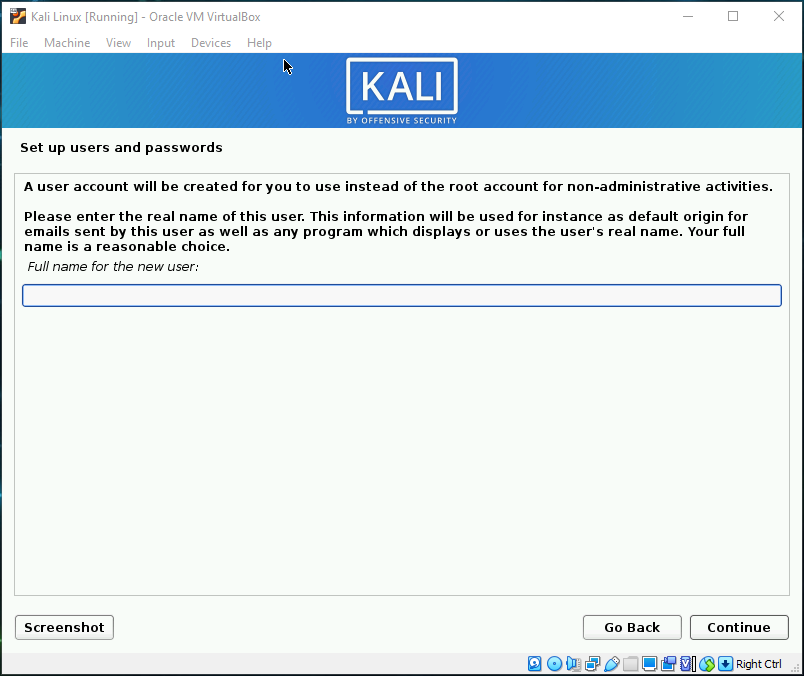 Kali Linux [Running] - Oracle VM VirtualBox
File Machine View Input Devices Help
KALI
BY OFFENSIVE SECURITY
Set up users and passwords
A user account will be created for you to use instead of the root account for non-administrative activities.
Please enter the real name of this user. This information will be used for instance as default origin for
emails sent by this user as well as any program which displays or uses the user's real name. Your full
name is a reasonable choice.
Full name for the new user:
Screenshot Go Back Continue
Right Ctrl